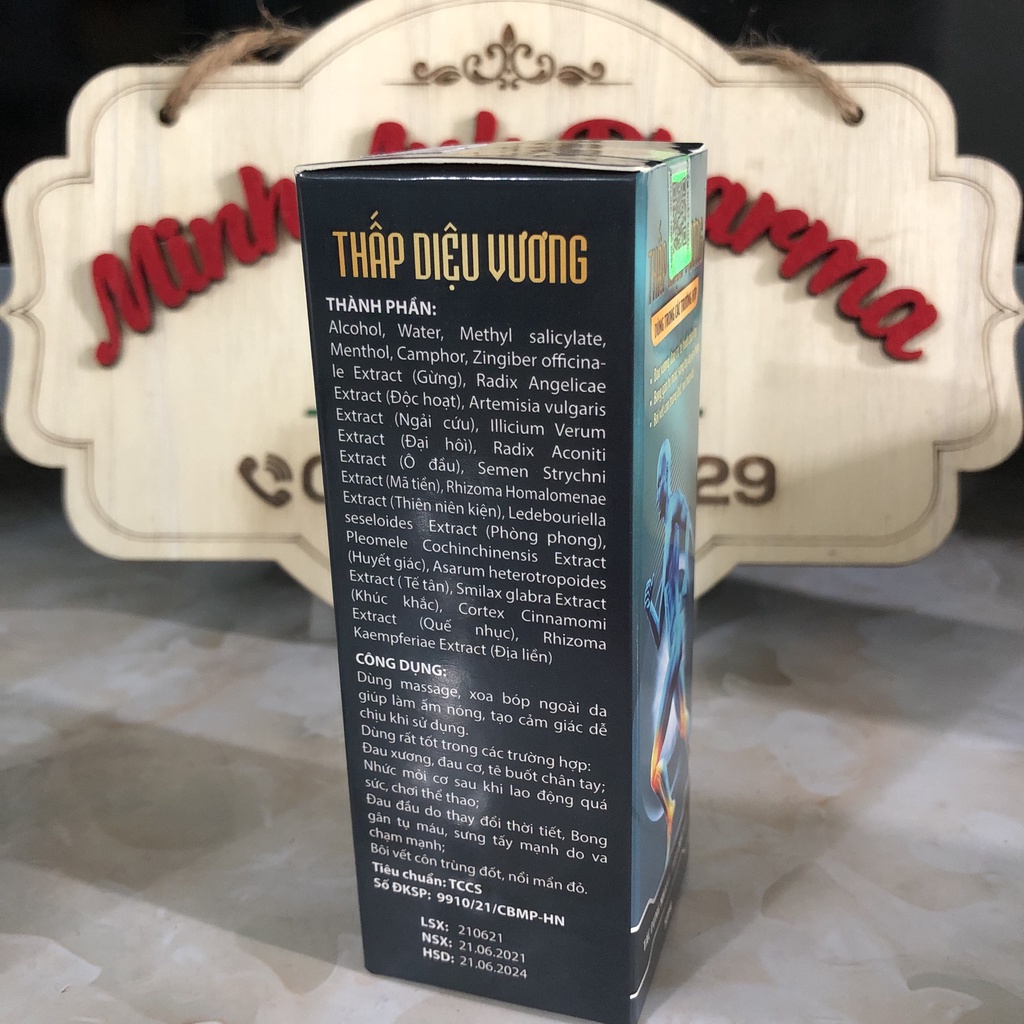 Minh
arma
29
THẤP DIỆU VƯƠNG
THÀNH PHẦN:
Alcohol, Water, Methyl salicylate,
Menthol, Camphor, Zingiber officina-
le Extract (Gừng), Radix Angelicae
Extract (Độc hoạt), Artemisia vulgaris
Extract (Ngải cứu), Illicium Verum
Extract (Đại hồi), Radix Aconiti
Extract (Ô đầu), Semen Strychni
Extract (Mã tiền), Rhizoma Homalomenae
Extract (Thiên niên kiện), Ledebouriella
seseloides Extract (Phòng phong),
Pleomele Cochinchinensis Extract
(Huyết giác), Asarum heterotropoides
Extract ( Tế tân), Smilax glabra Extract
(Khúc khắc), Cortex Cinnamomi
Extract (Quế nhục), Rhizoma
Kaempferiae Extract (Địa liền)
CÔNG DỤNG:
Dùng massage, xoa bóp ngoài da
giúp làm ấm nóng, tạo cảm giác dễ
chịu khi sử dụng.
Dùng rất tốt trong các trường hợp:
Đau xương, đau cơ, tê buốt chân tay;
Nhức mỏi cơ sau khi lao động quá
sức, chơi thể thao;
Đau đầu do thay đổi thời tiết, Bong
gân tụ máu, sưng tấy mạnh do va
chạm mạnh;
Bôi vết côn trùng đốt, nổi mẩn đỏ.
Tiêu chuẩn: TCCS
Số ĐKSP: 9910/21/CBMP-HN
LSX: 210621
NSX: 21.06.2021
HSD: 21.06.2024
DÙNG TRONG CÁC TRƯỜNG HỢP